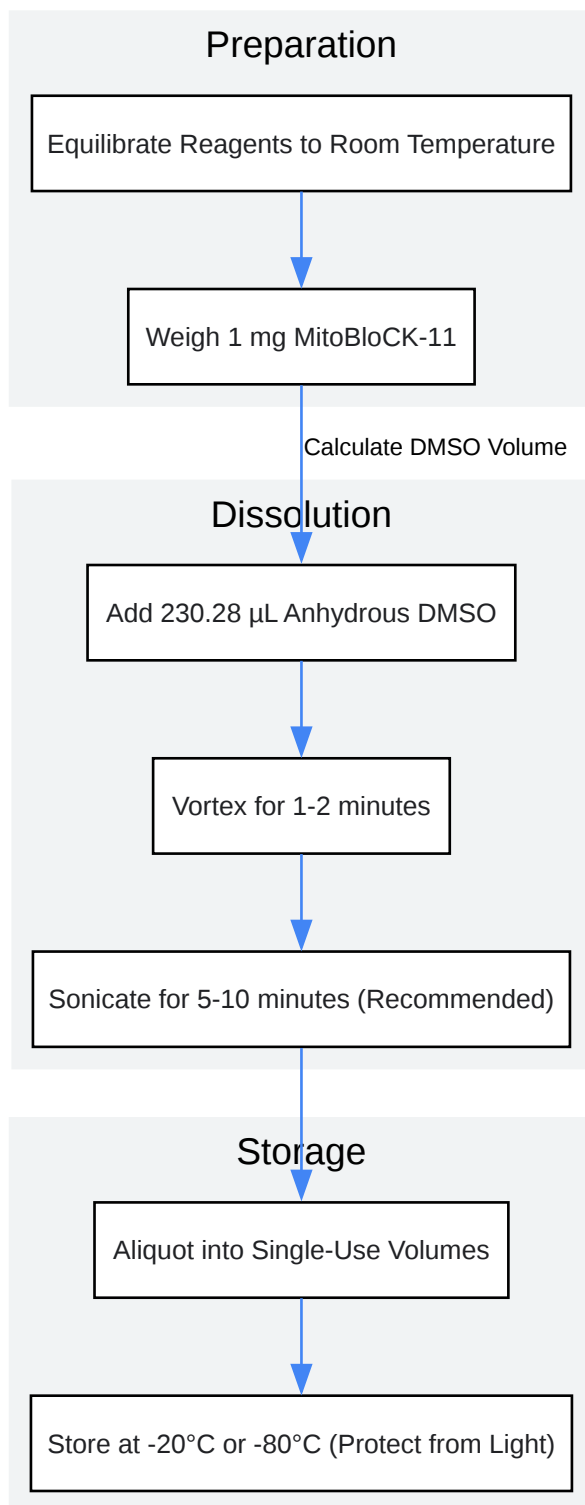 Preparation
Equilibrate Reagents to Room Temperature
Weigh 1 mg MitoBloCK-11
Calculate DMSO Volume
Dissolution
Add 230.28 µL Anhydrous DMSO
Vortex for 1-2 minutes
Sonicate for 5-10 minutes (Recommended)
Storage
Aliquot into Single-Use Volumes
Store at -20°C or -80°C (Protect from Light)